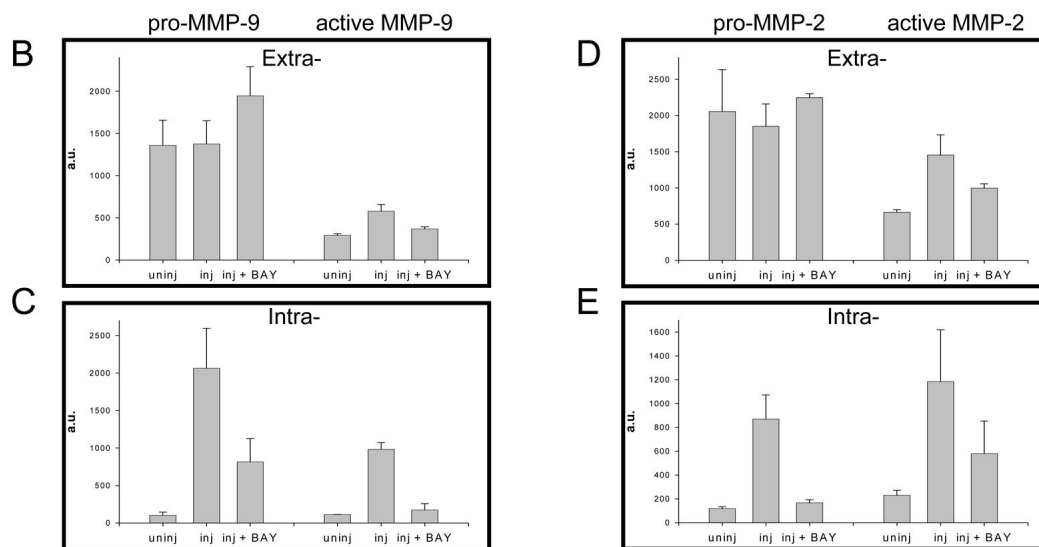 pro-MMP-9 active MMP-9
B
Extra-
a.u.
2000
1500
1000
500
0
uninj inj inj + BAY uninj inj inj + BAY
C
Intra-
a.u.
2500
2000
1500
1000
500
0
uninj inj inj + BAY uninj inj inj + BAY
pro-MMP-2 active MMP-2
D
Extra-
a.u.
2500
2000
1500
1000
500
0
uninj inj inj + BAY uninj inj inj + BAY
E
Intra-
a.u.
1600
1400
1200
1000
800
600
400
200
0
uninj inj inj + BAY uninj inj inj + BAY